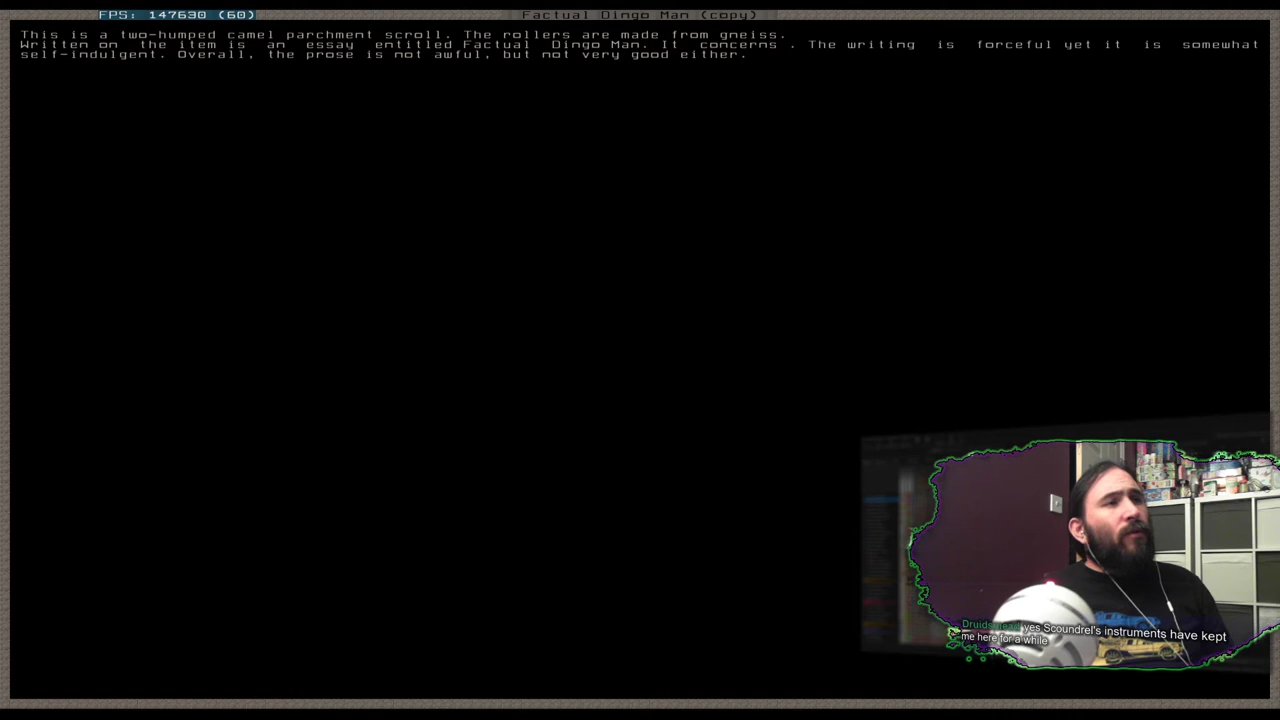 FPS: 147630 (60)
Factual Dingo Man (copy)
This is a two-humped camel parchment scroll. The rollers are made from gneiss.
Written on the item is an essay entitled Factual Dingo Man. It concerns . The writing is forceful yet it is somewhat
self-indulgent. Overall, the prose is not awful, but not very good either.
yes Scoundrel's instruments have kept
me here for a while